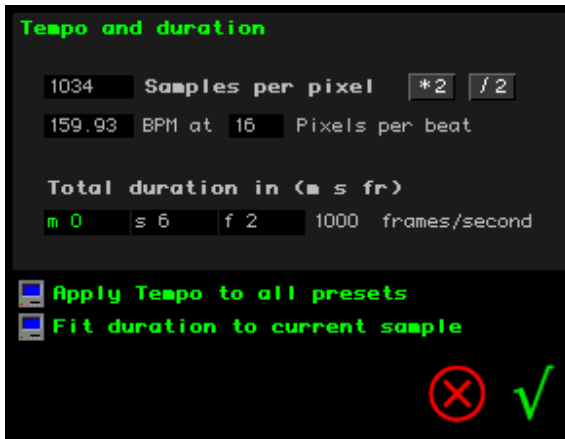 Tempo and duration
1034 Samples per pixel *2 /2
159.93 BPM at 16 Pixels per beat
Total duration in (m s fr)
m 0 s 6 f 2 1000 frames/second
Apply Tempo to all presets
Fit duration to current sample